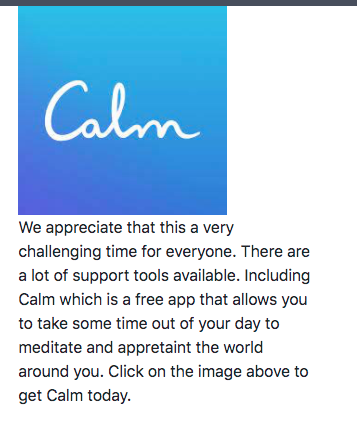 Calm
We appreciate that this a very
challenging time for everyone. There are
a lot of support tools available. Including
Calm which is a free app that allows you
to take some time out of your day to
meditate and appretaint the world
around you. Click on the image above to
get Calm today.